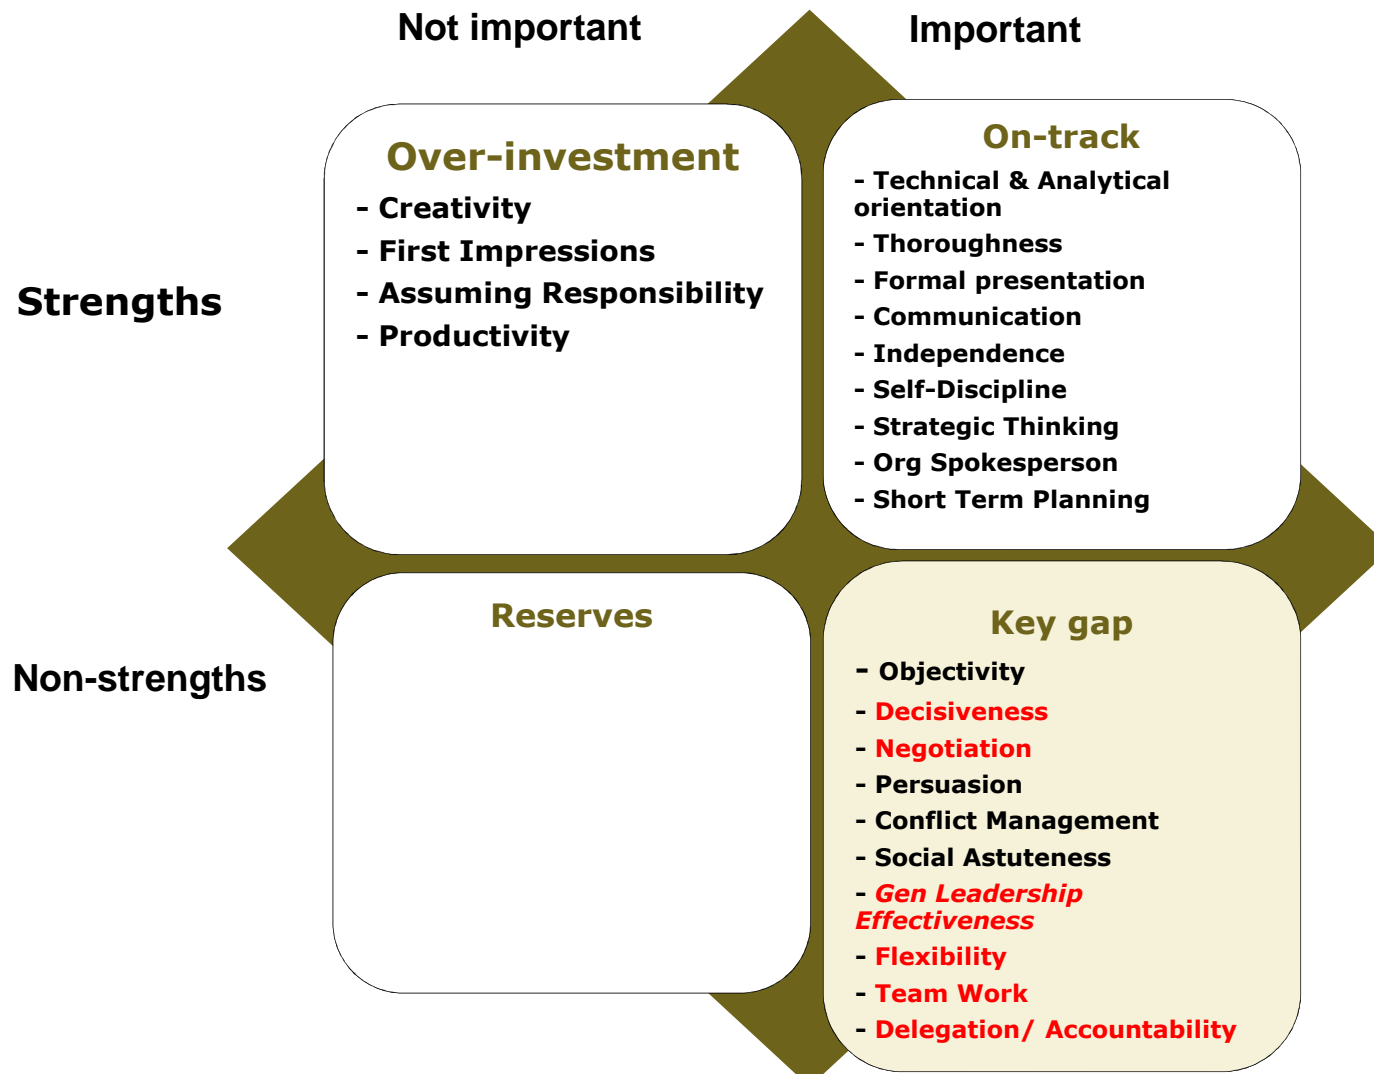 Not important
Important
Over-investment
- Creativity
- First Impressions
- Assuming Responsibility
- Productivity
On-track
- Technical & Analytical
orientation
- Thoroughness
- Formal presentation
- Communication
- Independence
- Self-Discipline
- Strategic Thinking
- Org Spokesperson
- Short Term Planning
Strengths
Reserves
Key gap
- Objectivity
- Decisiveness
- Negotiation
- Persuasion
- Conflict Management
- Social Astuteness
- Gen Leadership
Effectiveness
- Flexibility
- Team Work
- Delegation/ Accountability
Non-strengths